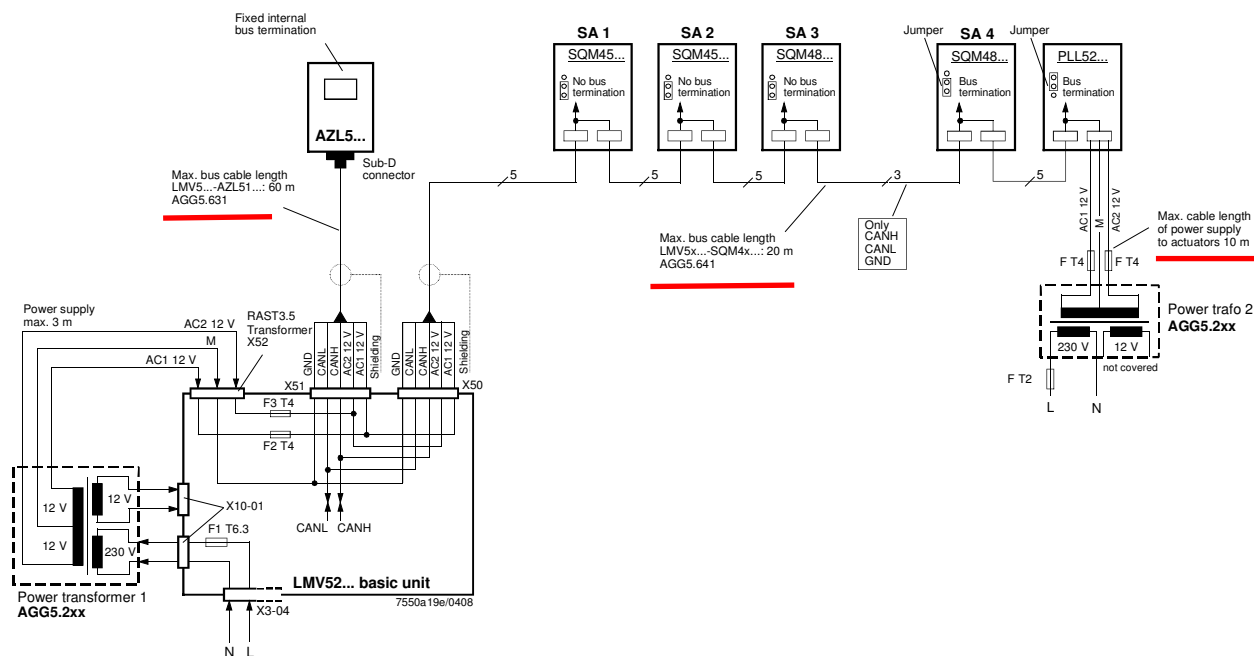 Fixed internal
bus termination
AZL5...
Sub-D
connector
Max. bus cable length
LMV5...-AZL51...: 60 m
AGG5.631
SA 1
SQM45...
No bus
termination
SA 2
SQM45...
No bus
termination
SA 3
SQM48...
No bus
termination
Jumper
SA 4
SQM48...
Bus
termination
Jumper
PLL52...
Bus
termination
5
5
5
3
5
Max. bus cable length
LMV5x...-SQM4x...: 20 m
AGG5.641
Only
CANH
CANL
GND
AC1 12 V
M
AC2 12 V
Max. cable length
of power supply
to actuators 10 m
F T4
F T4
Power trafo 2
AGG5.2xx
230 V
12 V
not covered
F T2
L
N
Power supply
max. 3 m
AC2 12 V
M
AC1 12 V
RAST3.5
Transformer
X52
GND
CANL
CANH
AC2 12 V
AC1 12 V
Shielding
GND
CANL
CANH
AC2 12 V
AC1 12 V
Shielding
X51
X50
F3 T4
F2 T4
CANL
CANH
12 V
12 V
12 V
230 V
X10-01
F1 T6.3
LMV52... basic unit
7550a19e/0408
Power transformer 1
AGG5.2xx
X3-04
N
L